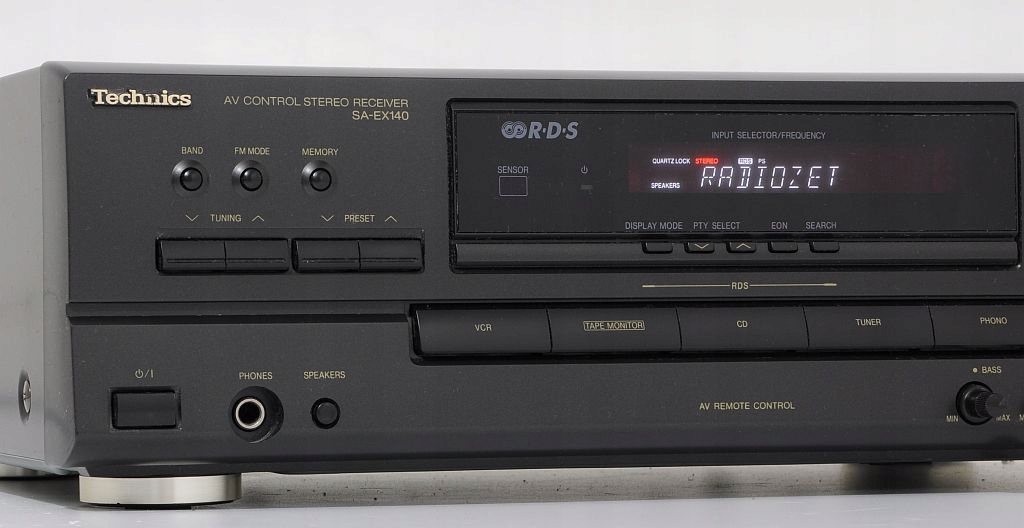 Technics
AV CONTROL STEREO RECEIVER
SA-EX140
BAND FM MODE MEMORY
TUNING PRESET
R·D·S
INPUT SELECTOR/FREQUENCY
SENSOR
QUARTZ LOCK STEREO RDS PS
SPEAKERS RADIOZET
DISPLAY MODE PTY SELECT EON SEARCH
RDS
VCR TAPE MONITOR CD TUNER PHONO
PHONES SPEAKERS
AV REMOTE CONTROL
BASS
MIN MAX M